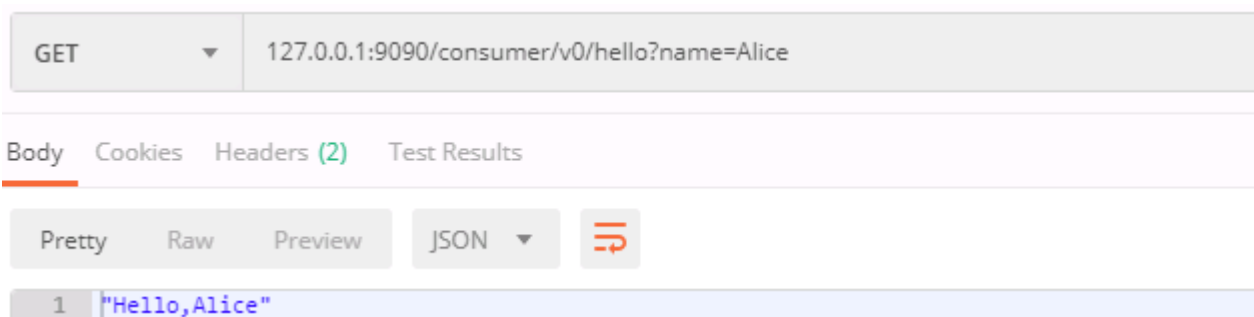 GET 127.0.0.1:9090/consumer/v0/hello?name=Alice
Body Cookies Headers (2) Test Results
Pretty Raw Preview JSON
1 "Hello,Alice"